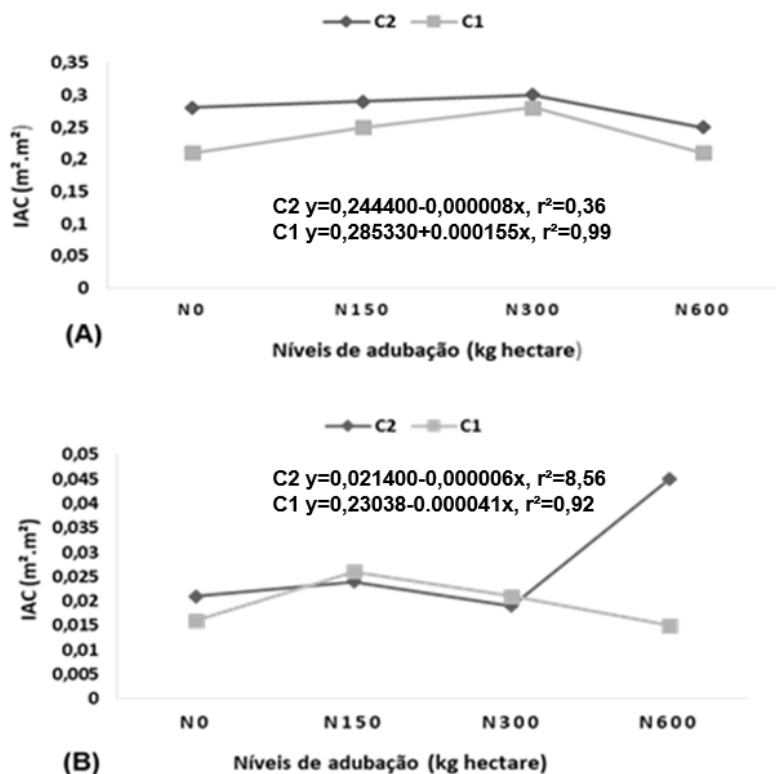 C2 C1
0,35
0,3
0,25
0,2
0,15
0,1
0,05
0
IAC (m².m²)
C2 y=0,244400-0,000008x, r²=0,36
C1 y=0,285330+0.000155x, r²=0,99
N0 N150 N300 N600
(A)
Níveis de adubação (kg hectare)
C2 C1
0,05
0,045
0,04
0,035
0,03
0,025
0,02
0,015
0,01
0,005
0
IAC (m².m²)
C2 y=0,021400-0,000006x, r²=8,56
C1 y=0,23038-0.000041x, r²=0,92
N0 N150 N300 N600
(B)
Níveis de adubação (kg hectare)